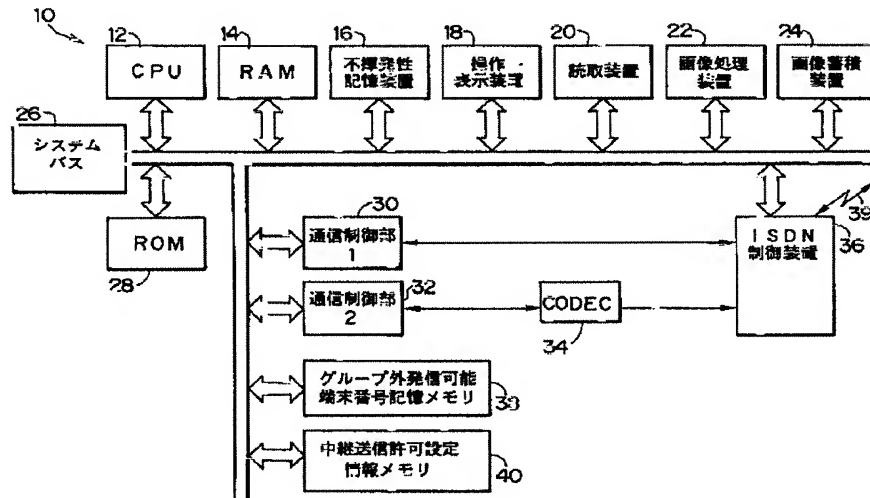 10
12
CPU
14
RAM
16
不揮発性
記憶装置
18
操作・
表示装置
20
読取装置
22
画像処理
装置
24
画像蓄積
装置
26
システム
バス
ROM
28
30
通信制御部
1
32
通信制御部
2
CODEC
34
39
ISDN
制御装置
36
グループ外発信可能
端末番号記憶メモリ
38
中継送信許可設定
情報メモリ
40